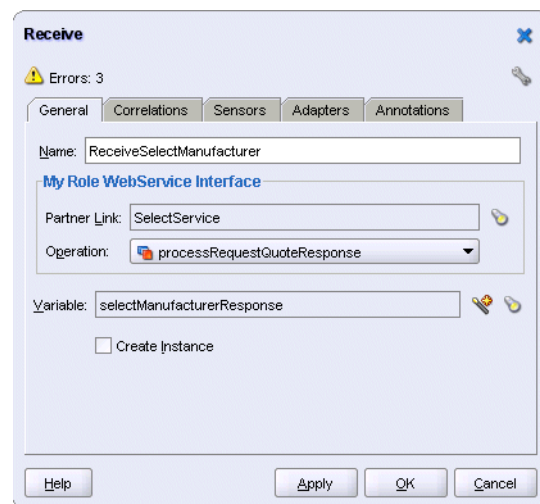 Receive
Errors: 3
General Correlations Sensors Adapters Annotations
Name: ReceiveSelectManufacturer
My Role WebService Interface
Partner Link: SelectService
Operation: processRequestQuoteResponse
Variable: selectManufacturerResponse
Create Instance
Help Apply OK Cancel